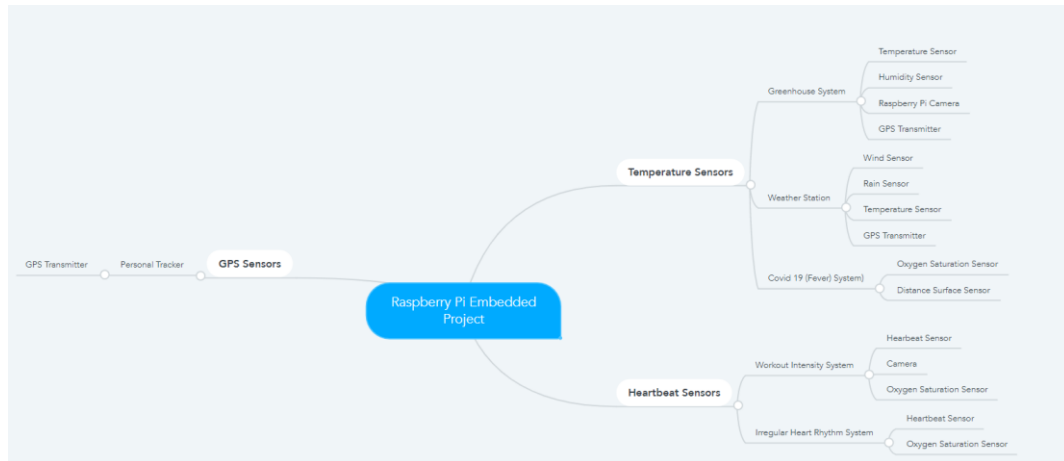 Raspberry Pi Embedded
Project
GPS Sensors
Personal Tracker
GPS Transmitter
Temperature Sensors
Greenhouse System
Temperature Sensor
Humidity Sensor
Raspberry Pi Camera
GPS Transmitter
Weather Station
Wind Sensor
Rain Sensor
Temperature Sensor
GPS Transmitter
Covid 19 (Fever) System)
Oxygen Saturation Sensor
Distance Surface Sensor
Heartbeat Sensors
Workout Intensity System
Hearbeat Sensor
Camera
Oxygen Saturation Sensor
Irregular Heart Rhythm System
Heartbeat Sensor
Oxygen Saturation Sensor